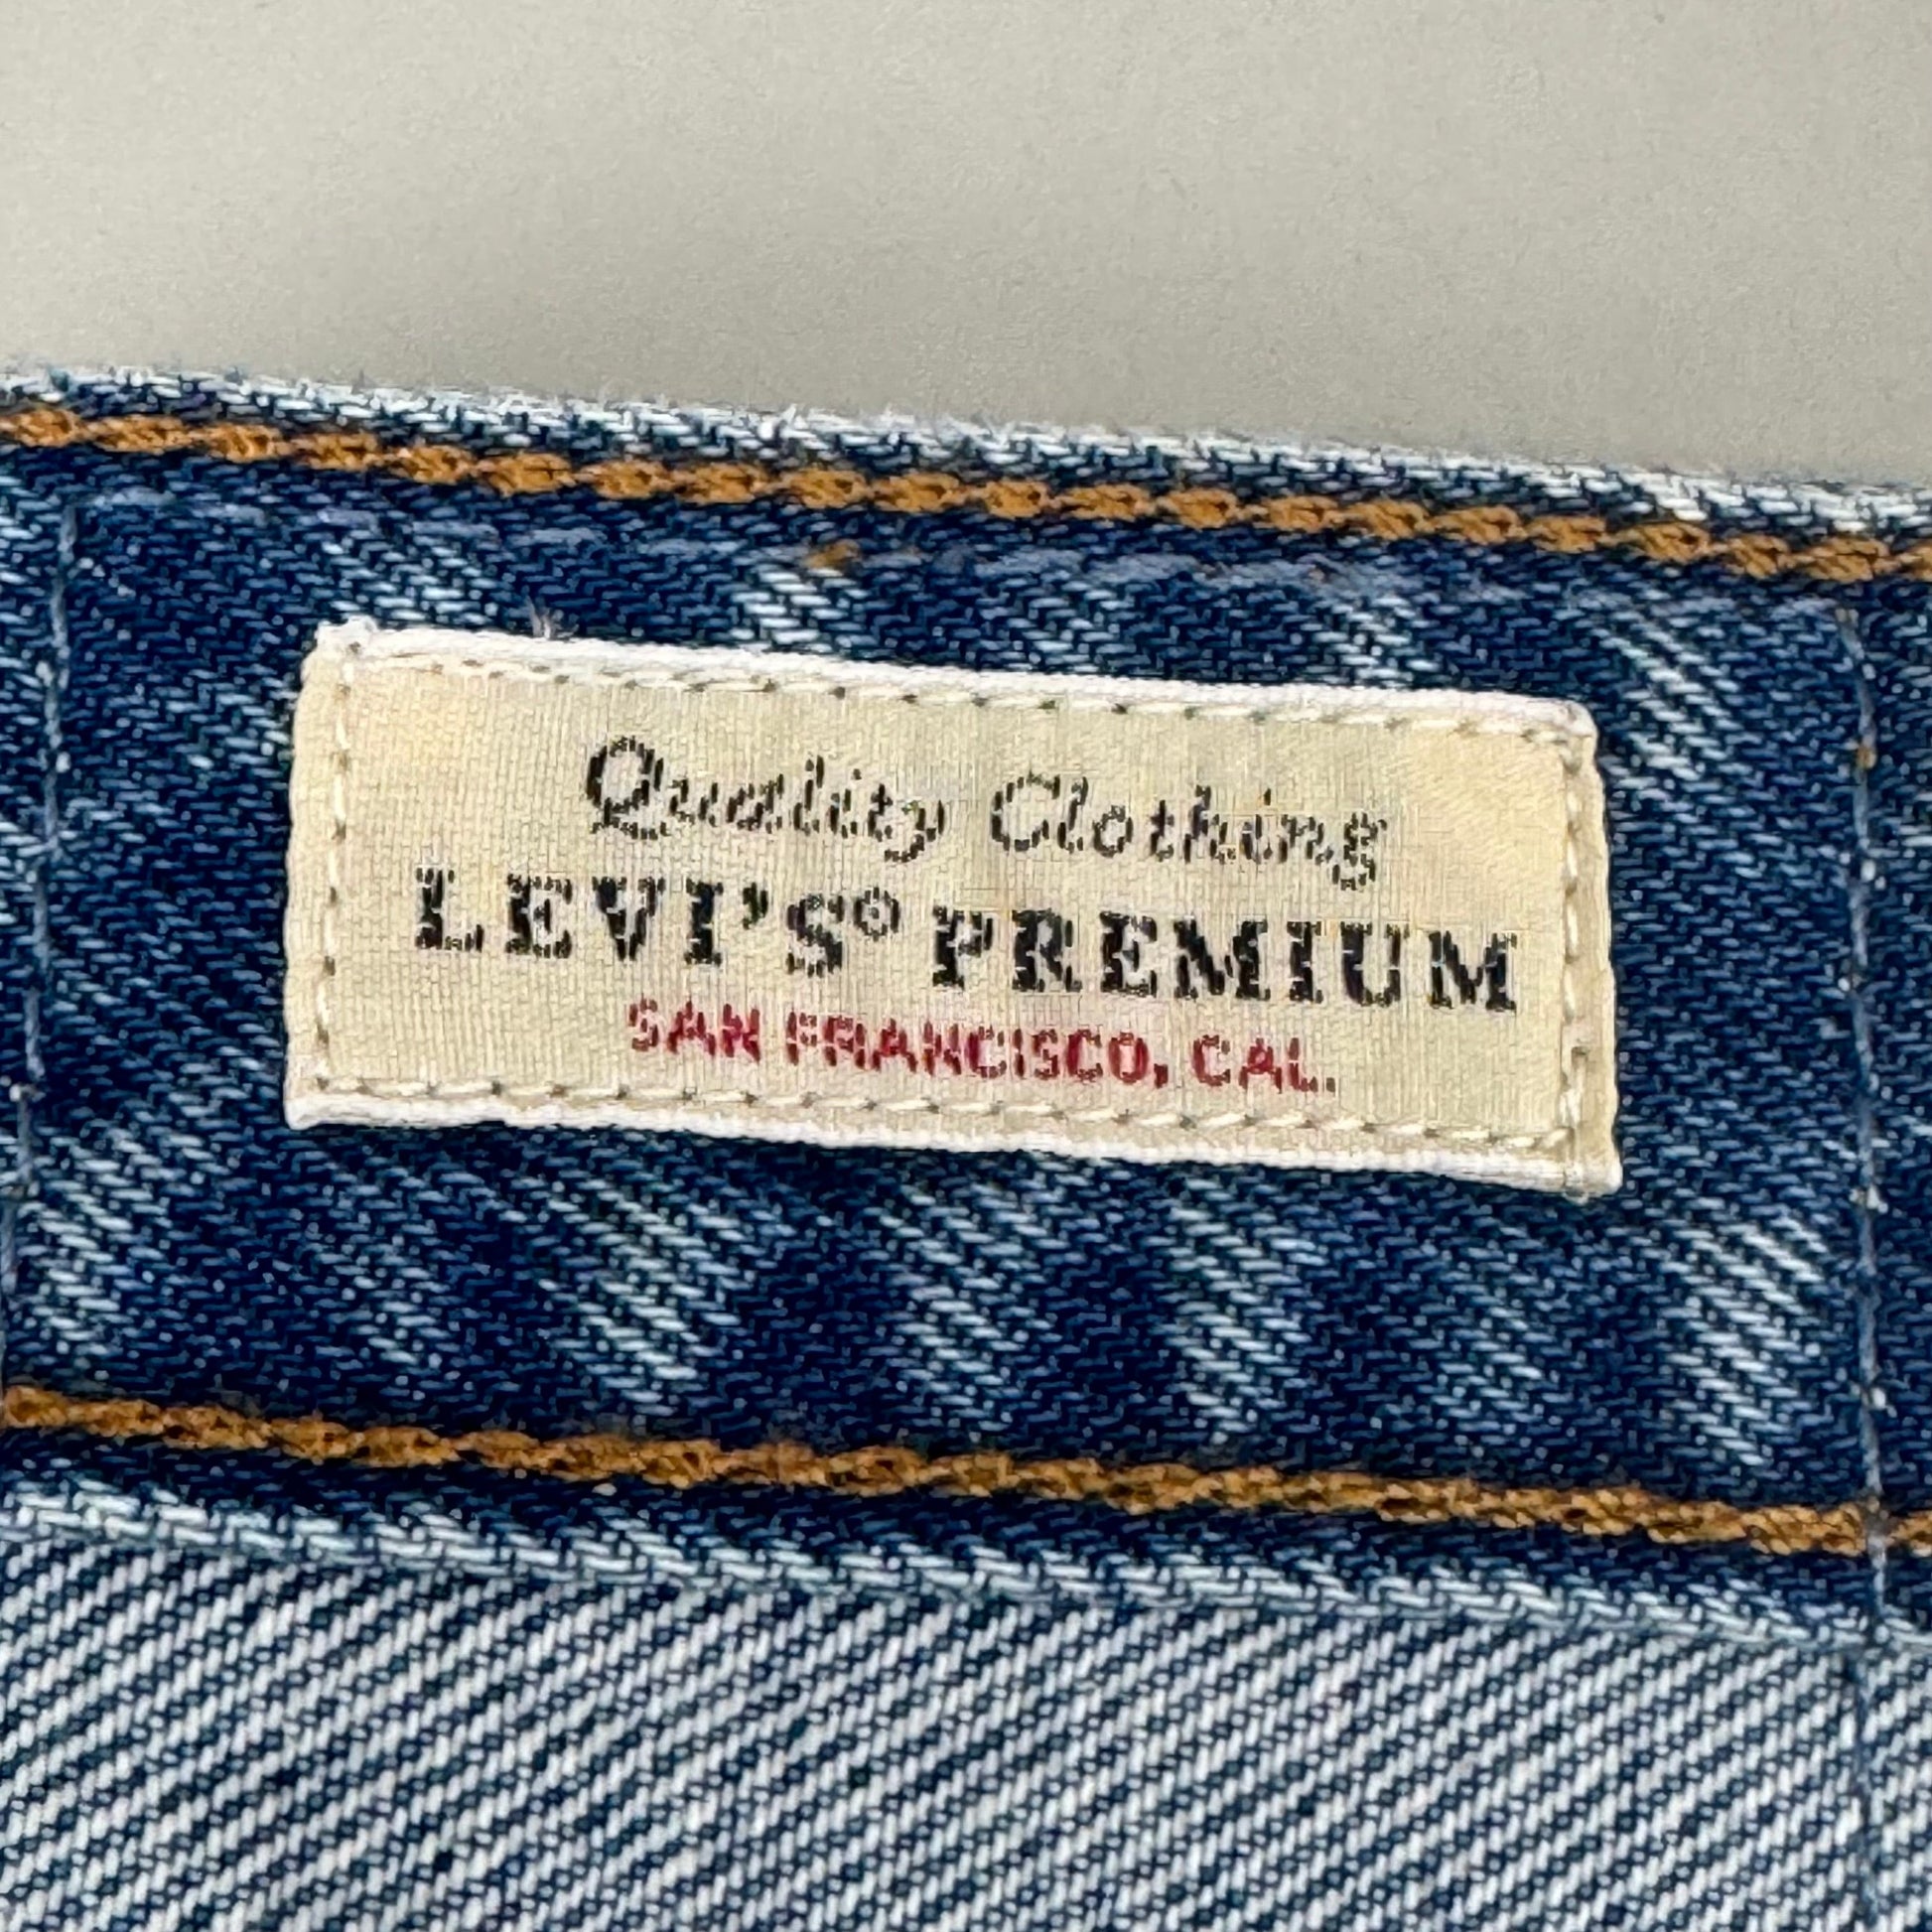 Quality Clothing
LEVI'S® PREMIUM
SAN FRANCISCO, CAL.